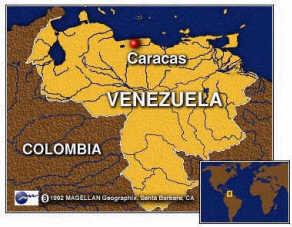 Caracas
VENEZUELA
COLOMBIA
© 1992 MAGELLAN Geographix, Santa Barbara, CA